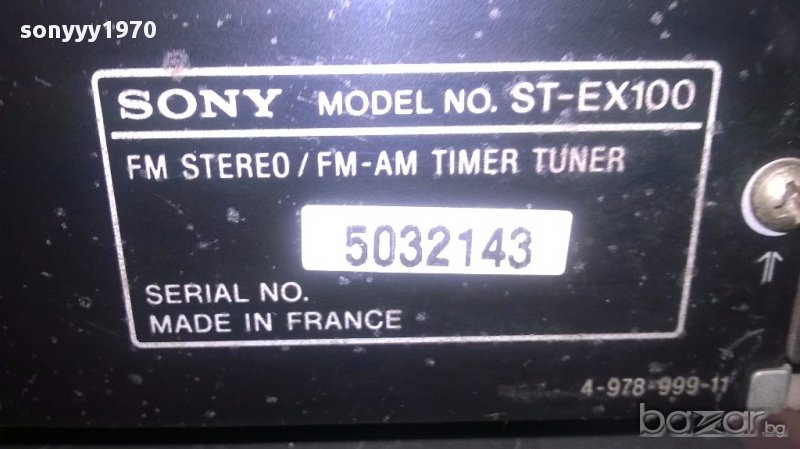 sonyyy1970
SONY MODEL NO. ST-EX100
FM STEREO / FM-AM TIMER TUNER
5032143
SERIAL NO.
MADE IN FRANCE
4-978-999-11
bazar.bg